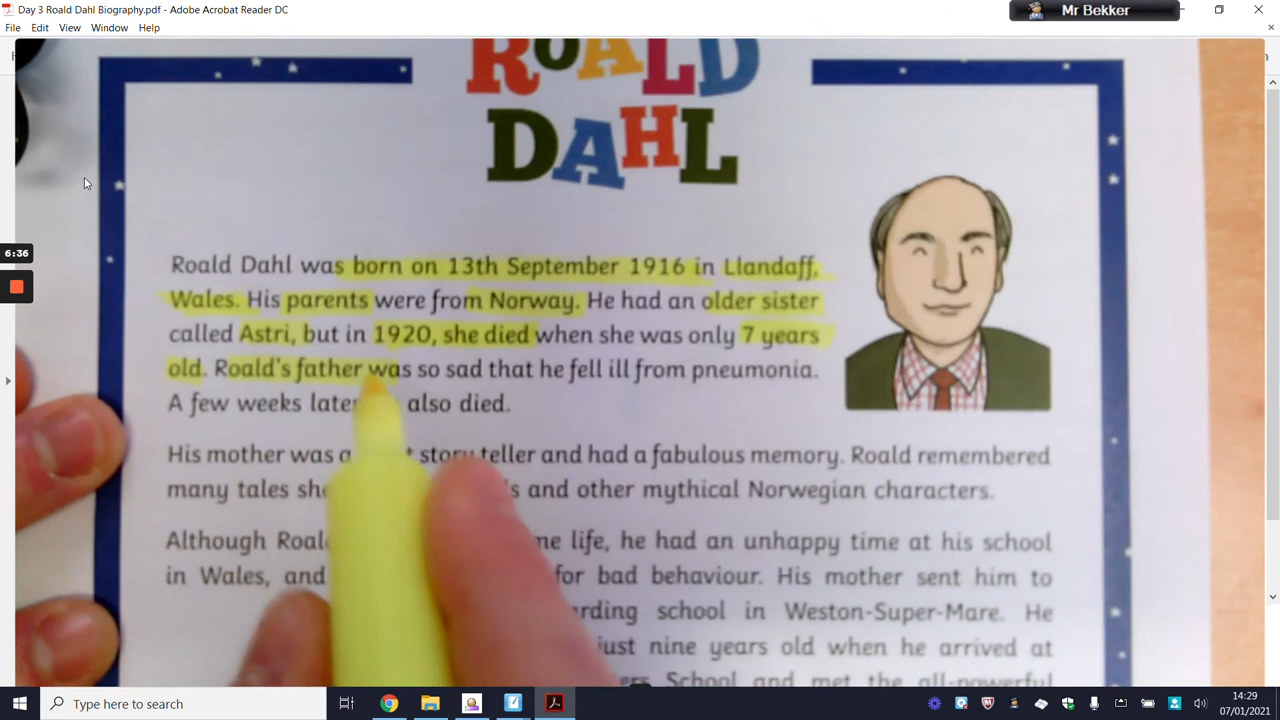 Day 3 Roald Dahl Biography.pdf - Adobe Acrobat Reader DC
Mr Bekker
File Edit View Window Help
ROALD
DAHL
6:36
Roald Dahl was born on 13th September 1916 in Llandaff,
Wales. His parents were from Norway. He had an older sister
called Astri, but in 1920, she died when she was only 7 years
old. Roald's father was so sad that he fell ill from pneumonia.
A few weeks later also died.
His mother was a story teller and had a fabulous memory. Roald remembered
many tales and other mythical Norwegian characters.
Although life, he had an unhappy time at his school
in Wales, and for bad behaviour. His mother sent him to
school in Weston-Super-Mare. He
just nine years old when he arrived at
School and met the all-powerful
Type here to search
14:29
07/01/2021